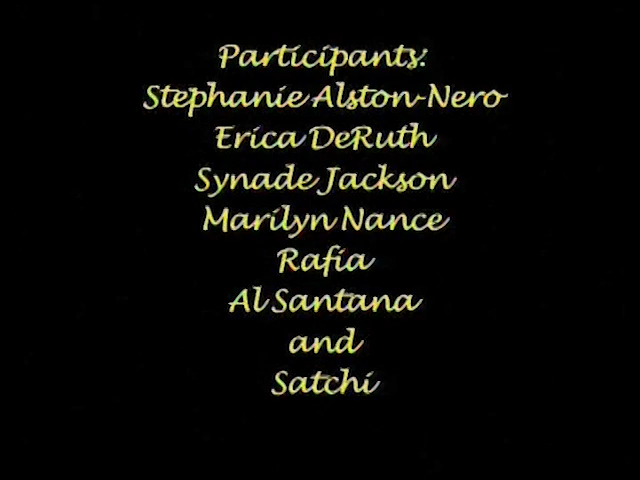 Participants:
Stephanie Alston-Nero
Erica DeRuth
Synade Jackson
Marilyn Nance
Rafia
Al Santana
and
Satchi